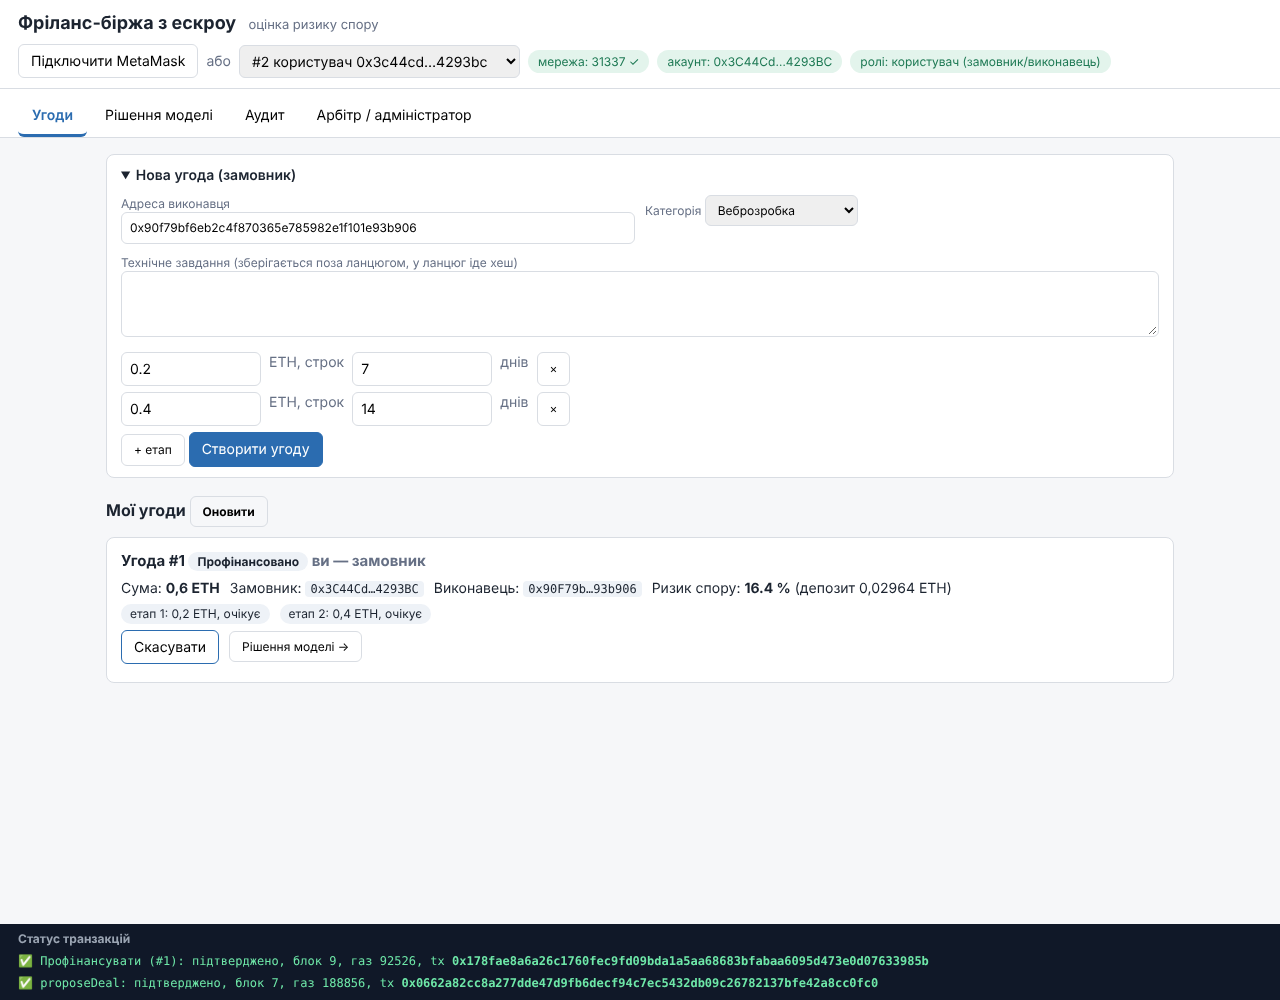 Фріланс-біржа з ескроу оцінка ризику спору
Підключити MetaMask або #2 користувач 0x3c44cd…4293bc мережа: 31337 ✓ акаунт: 0x3C44Cd…4293BC ролі: користувач (замовник/виконавець)
Угоди Рішення моделі Аудит Арбітр / адміністратор
▼ Нова угода (замовник)
Адреса виконавця
0x90f79bf6eb2c4f870365e785982e1f101e93b906
Категорія Веброзробка
Технічне завдання (зберігається поза ланцюгом, у ланцюг іде хеш)
0.2 ETH, строк 7 днів ×
0.4 ETH, строк 14 днів ×
+ етап Створити угоду
Мої угоди Оновити
Угода #1 Профінансовано ви — замовник
Сума: 0,6 ETH Замовник: 0x3C44Cd…4293BC Виконавець: 0x90F79b…93b906 Ризик спору: 16.4 % (депозит 0,02964 ETH)
етап 1: 0,2 ETH, очікує етап 2: 0,4 ETH, очікує
Скасувати Рішення моделі →
Статус транзакцій
✅ Профінансувати (#1): підтверджено, блок 9, газ 92526, tx 0x178fae8a6a26c1760fec9fd09bda1a5aa68683bfabaa6095d473e0d07633985b
✅ proposeDeal: підтверджено, блок 7, газ 188856, tx 0x0662a82cc8a277dde47d9fb6decf94c7ec5432db09c26782137bfe42a8cc0fc0